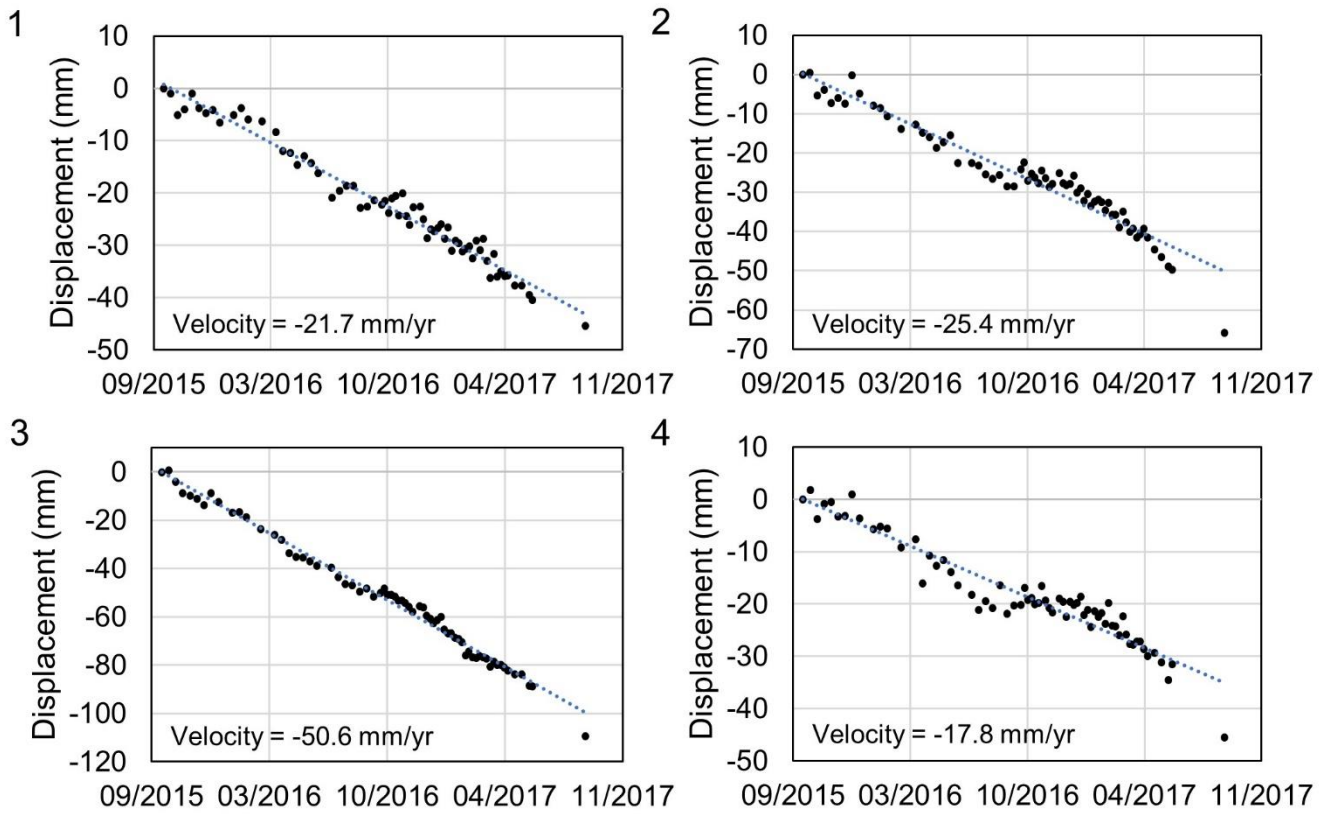 1
Displacement (mm)
10
0
-10
-20
-30
-40
-50
Velocity = -21.7 mm/yr
09/2015 03/2016 10/2016 04/2017 11/2017
2
Displacement (mm)
10
0
-10
-20
-30
-40
-50
-60
-70
Velocity = -25.4 mm/yr
09/2015 03/2016 10/2016 04/2017 11/2017
3
Displacement (mm)
0
-20
-40
-60
-80
-100
-120
Velocity = -50.6 mm/yr
09/2015 03/2016 10/2016 04/2017 11/2017
4
Displacement (mm)
10
0
-10
-20
-30
-40
-50
Velocity = -17.8 mm/yr
09/2015 03/2016 10/2016 04/2017 11/2017